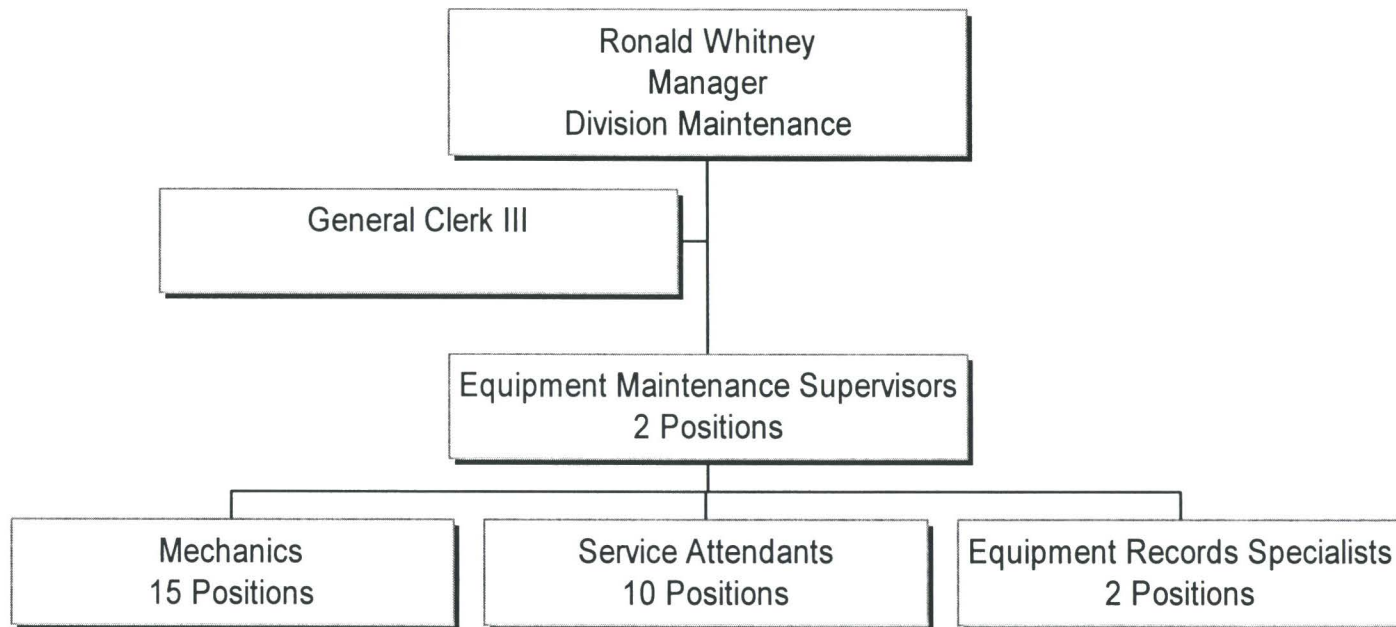 Ronald Whitney
Manager
Division Maintenance
General Clerk III
Equipment Maintenance Supervisors
2 Positions
Mechanics
15 Positions
Service Attendants
10 Positions
Equipment Records Specialists
2 Positions